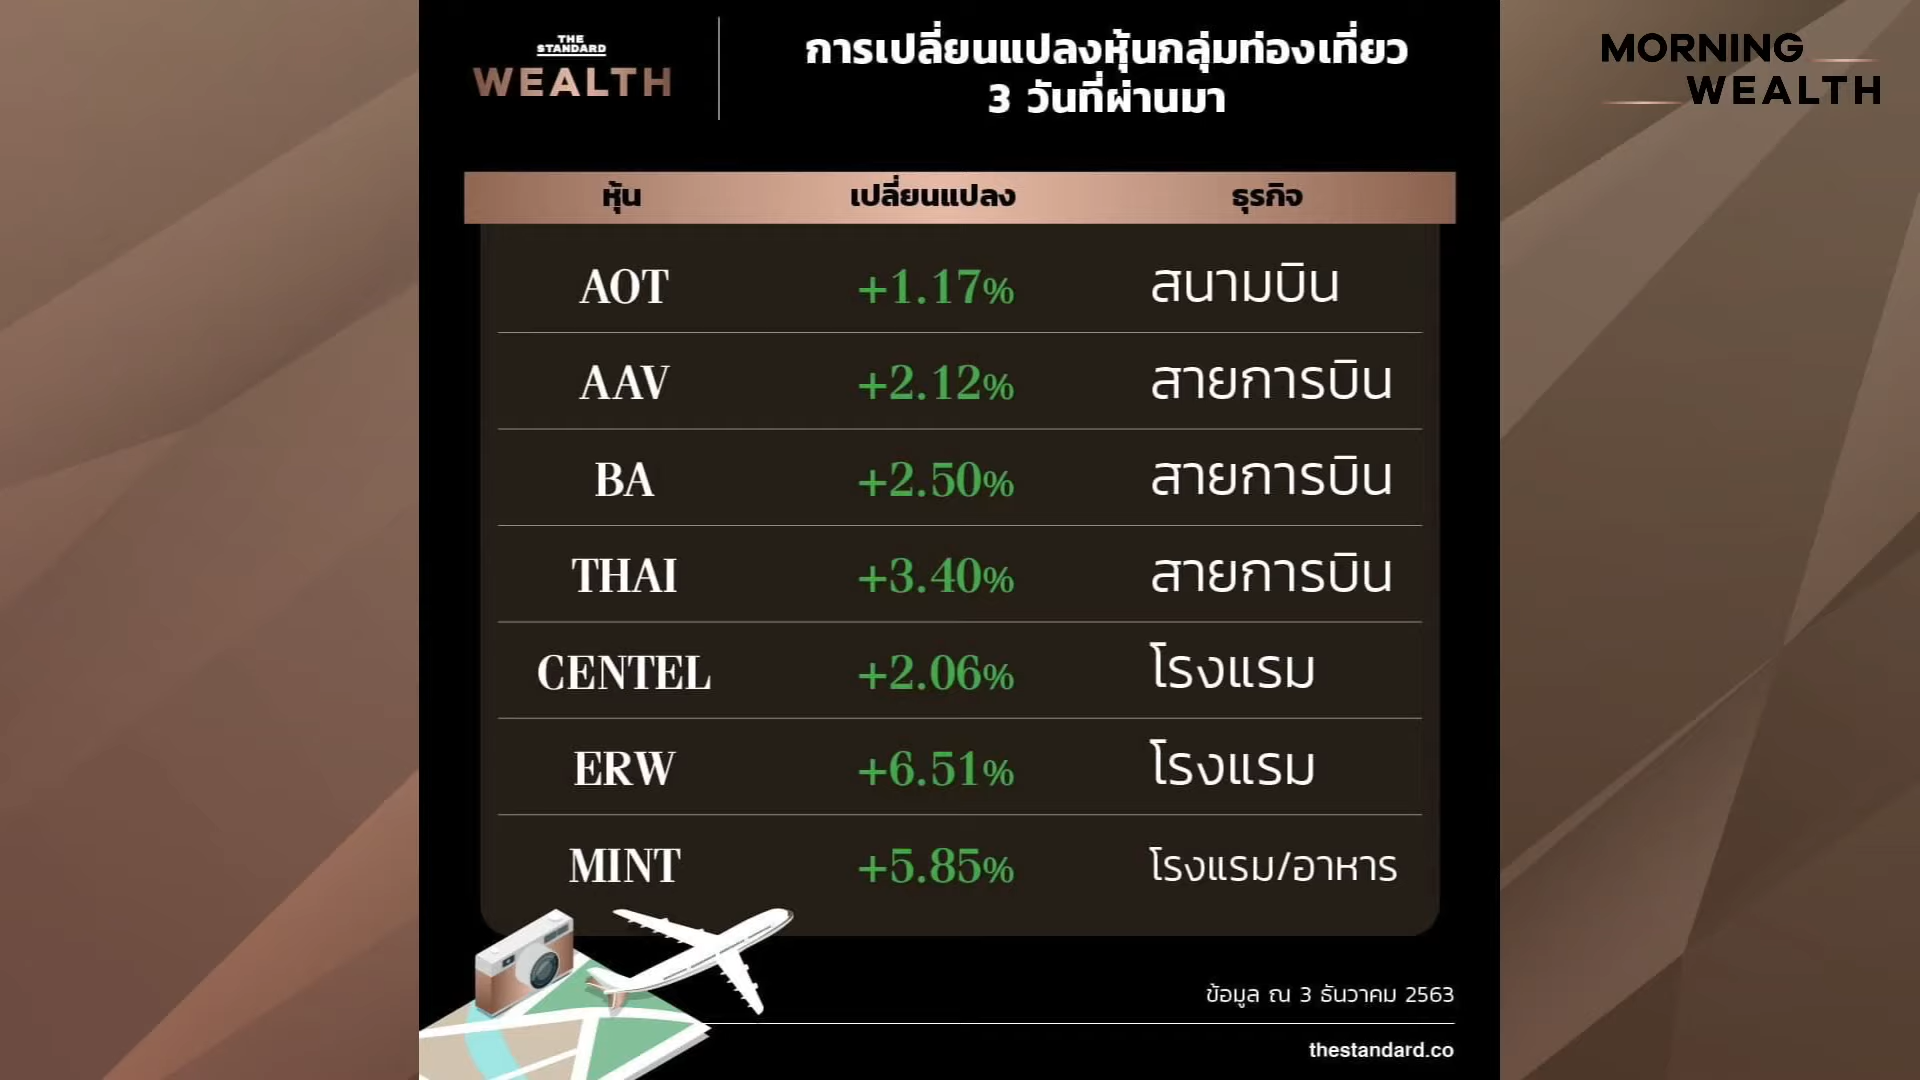 THE
STANDARD
WEALTH
การเปลี่ยนแปลงหุ้นกลุ่มท่องเที่ยว
3 วันที่ผ่านมา
MORNING
WEALTH
หุ้น เปลี่ยนแปลง ธุรกิจ
AOT +1.17% สนามบิน
AAV +2.12% สายการบิน
BA +2.50% สายการบิน
THAI +3.40% สายการบิน
CENTEL +2.06% โรงแรม
ERW +6.51% โรงแรม
MINT +5.85% โรงแรม/อาหาร
ข้อมูล ณ 3 ธันวาคม 2563
thestandard.co